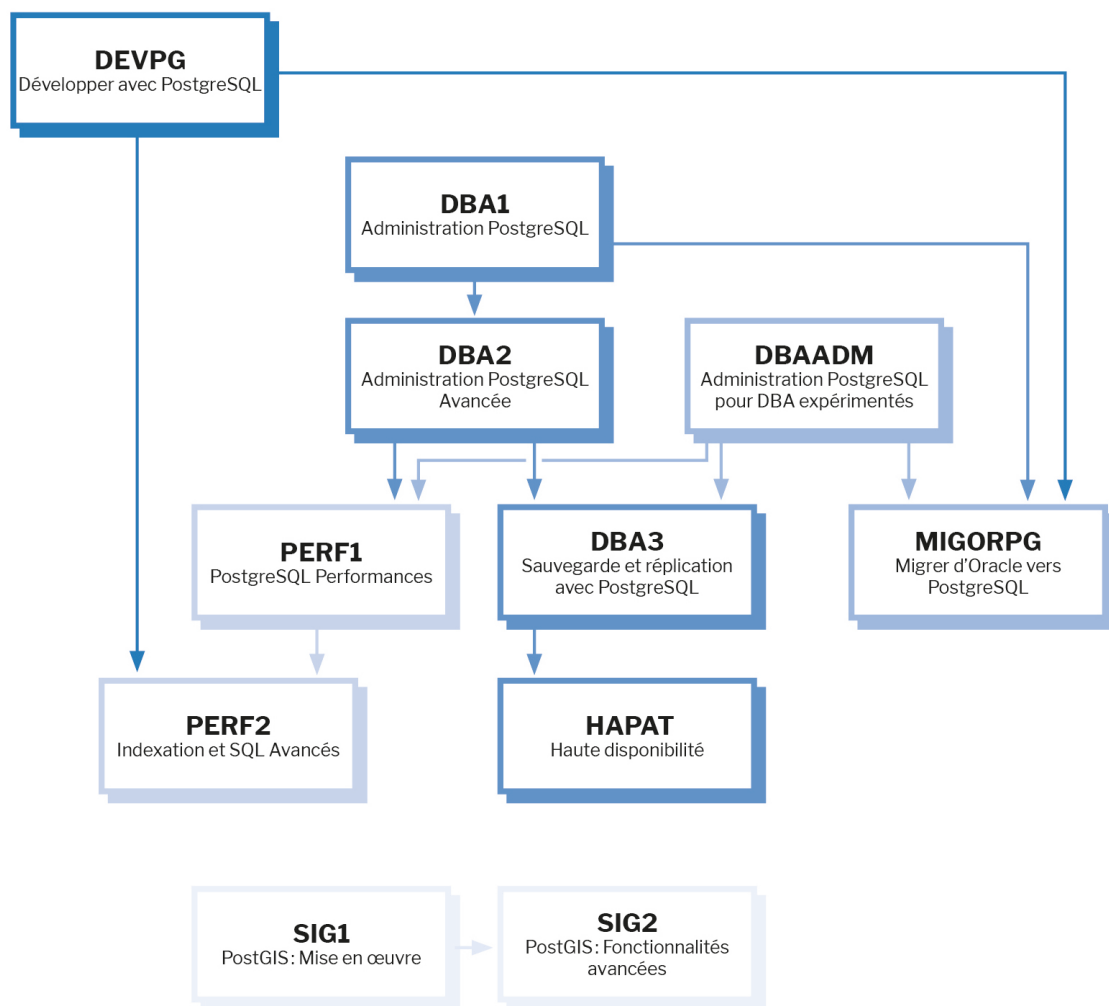 DEVPG
Développer avec PostgreSQL
DBA1
Administration PostgreSQL
DBA2
Administration PostgreSQL
Avancée
DBAADM
Administration PostgreSQL
pour DBA expérimentés
PERF1
PostgreSQL Performances
DBA3
Sauvegarde et réplication
avec PostgreSQL
MIGORPG
Migrer d'Oracle vers
PostgreSQL
PERF2
Indexation et SQL Avancés
HAPAT
Haute disponibilité
SIG1
PostGIS : Mise en œuvre
SIG2
PostGIS : Fonctionnalités
avancées